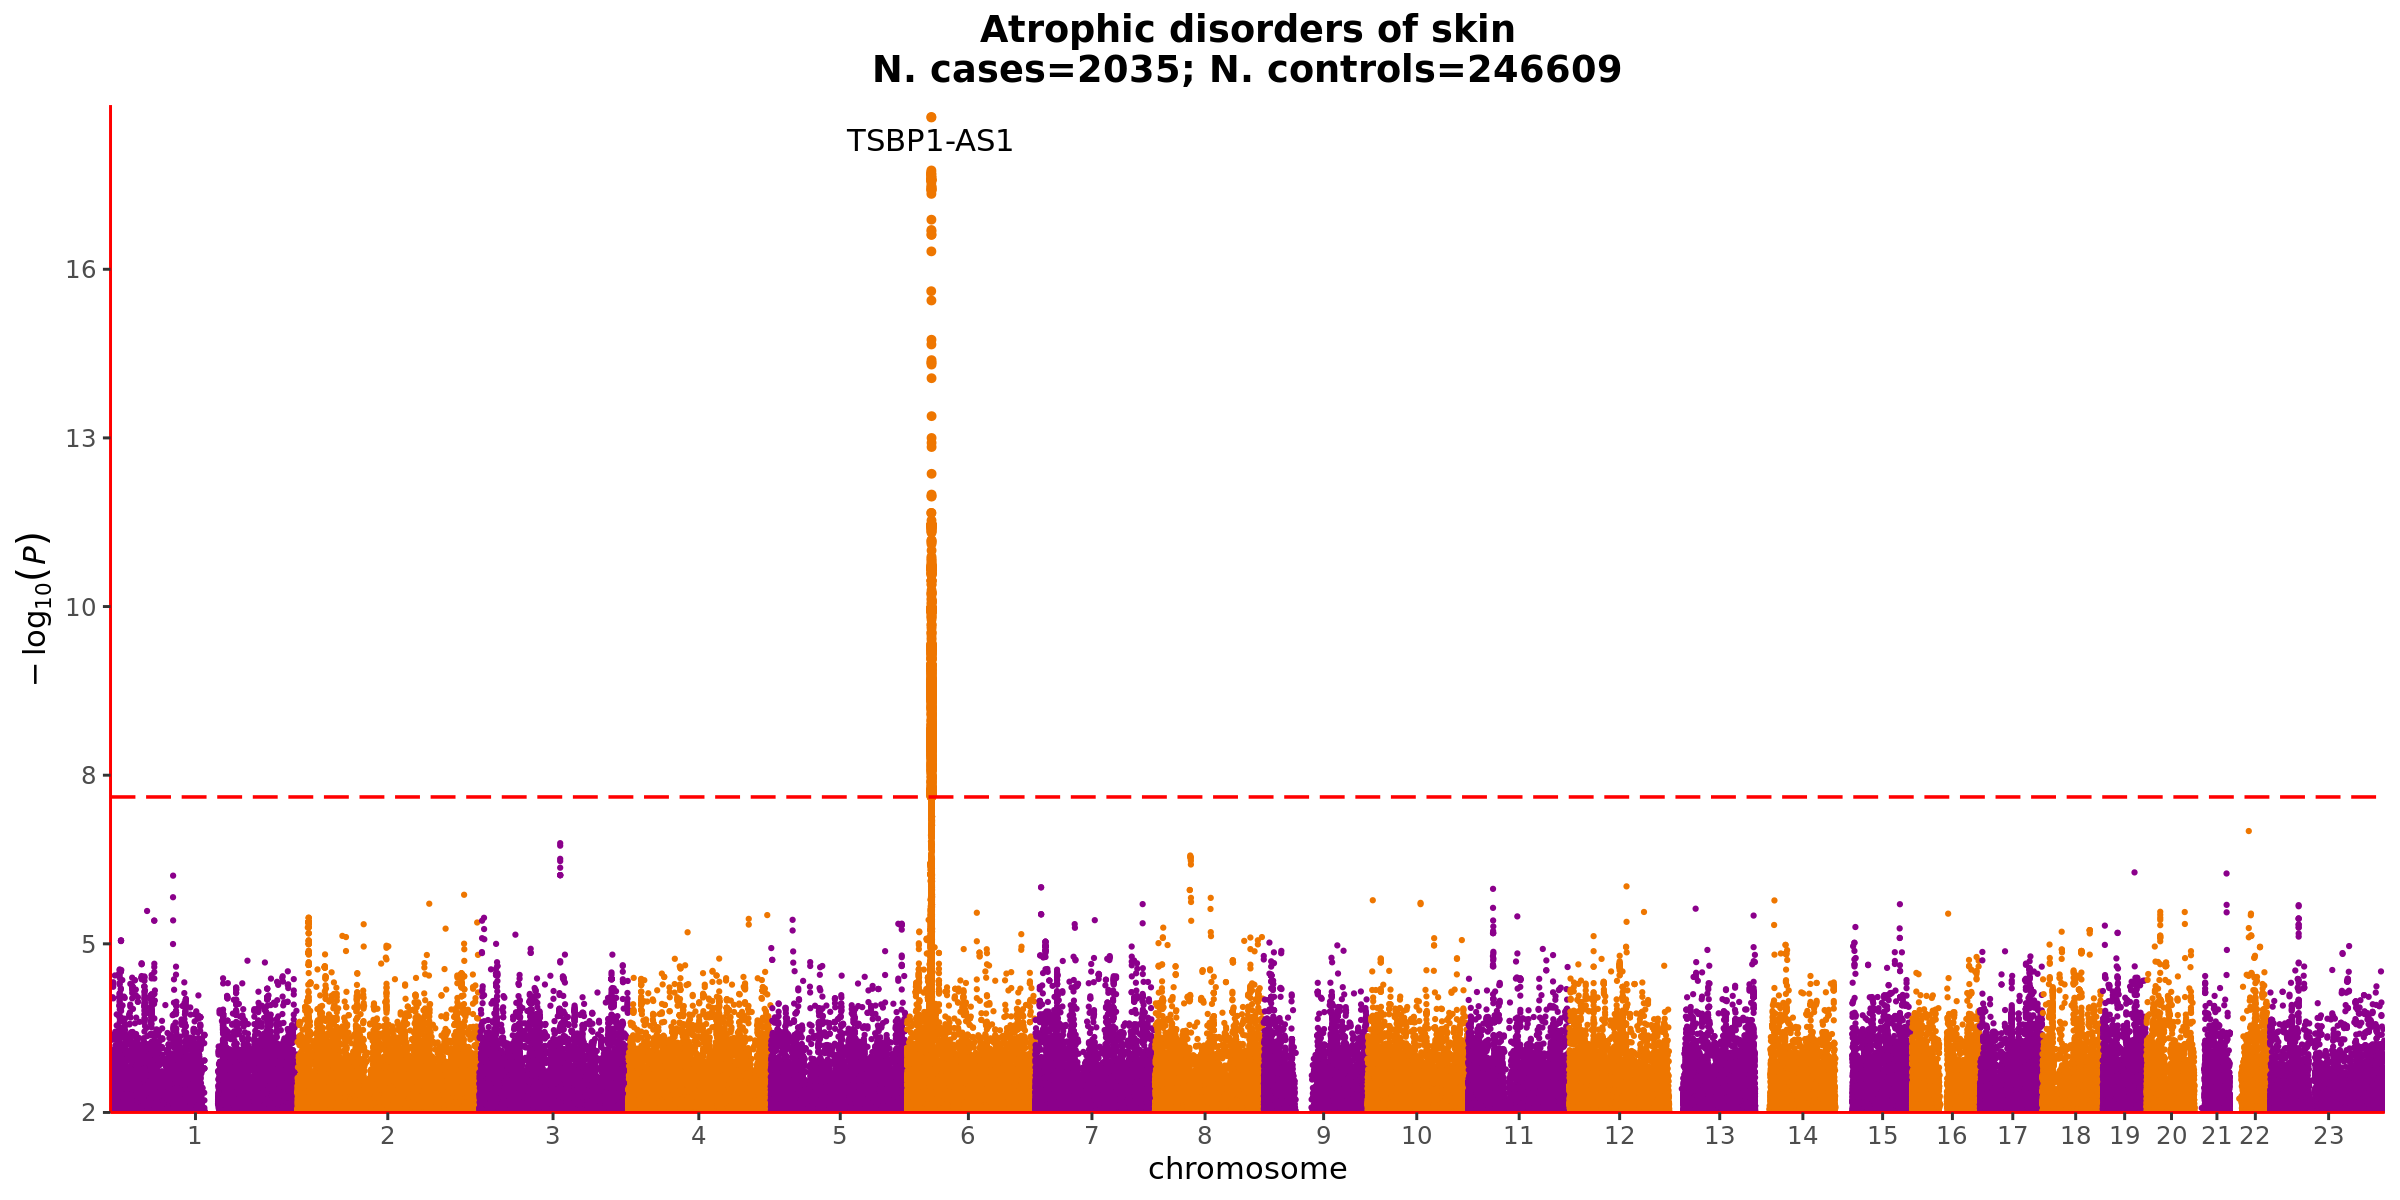 Atrophic disorders of skin
N. cases=2035; N. controls=246609
TSBP1-AS1
16
13
10
8
5
2
−log10(P)
1 2 3 4 5 6 7 8 9 10 11 12 13 14 15 16 17 18 19 20 21 22 23
chromosome